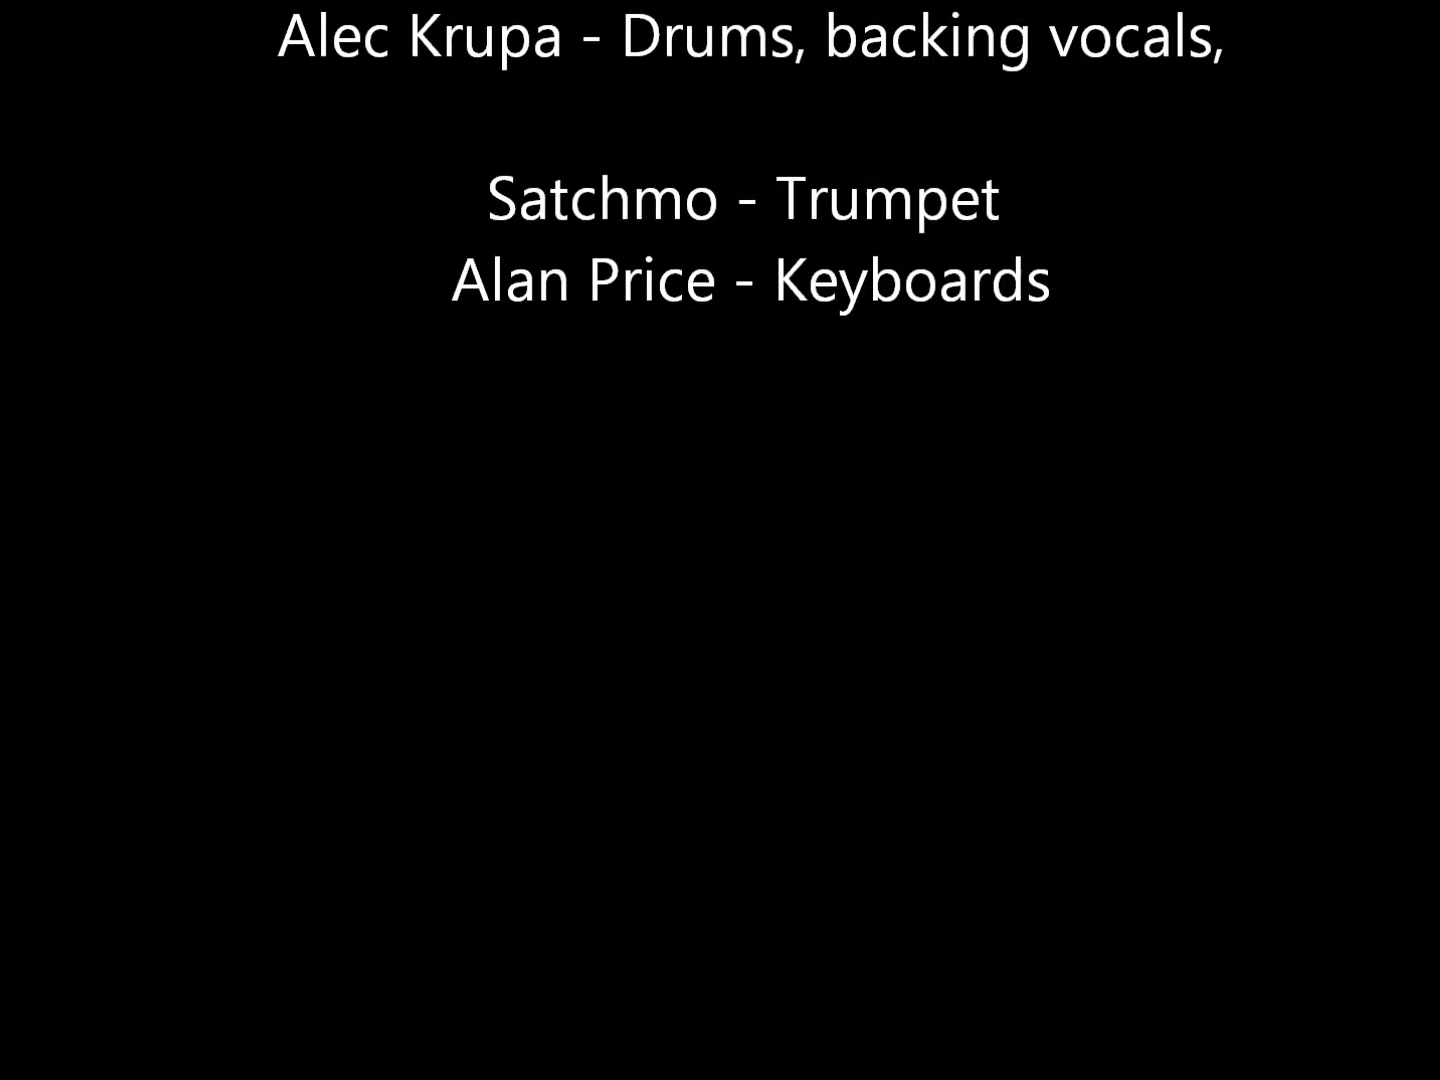 Alec Krupa - Drums, backing vocals,
Satchmo - Trumpet
Alan Price - Keyboards